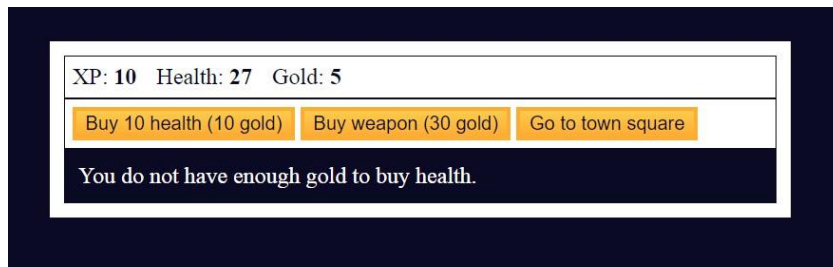 XP: 10 Health: 27 Gold: 5
Buy 10 health (10 gold) Buy weapon (30 gold) Go to town square
You do not have enough gold to buy health.